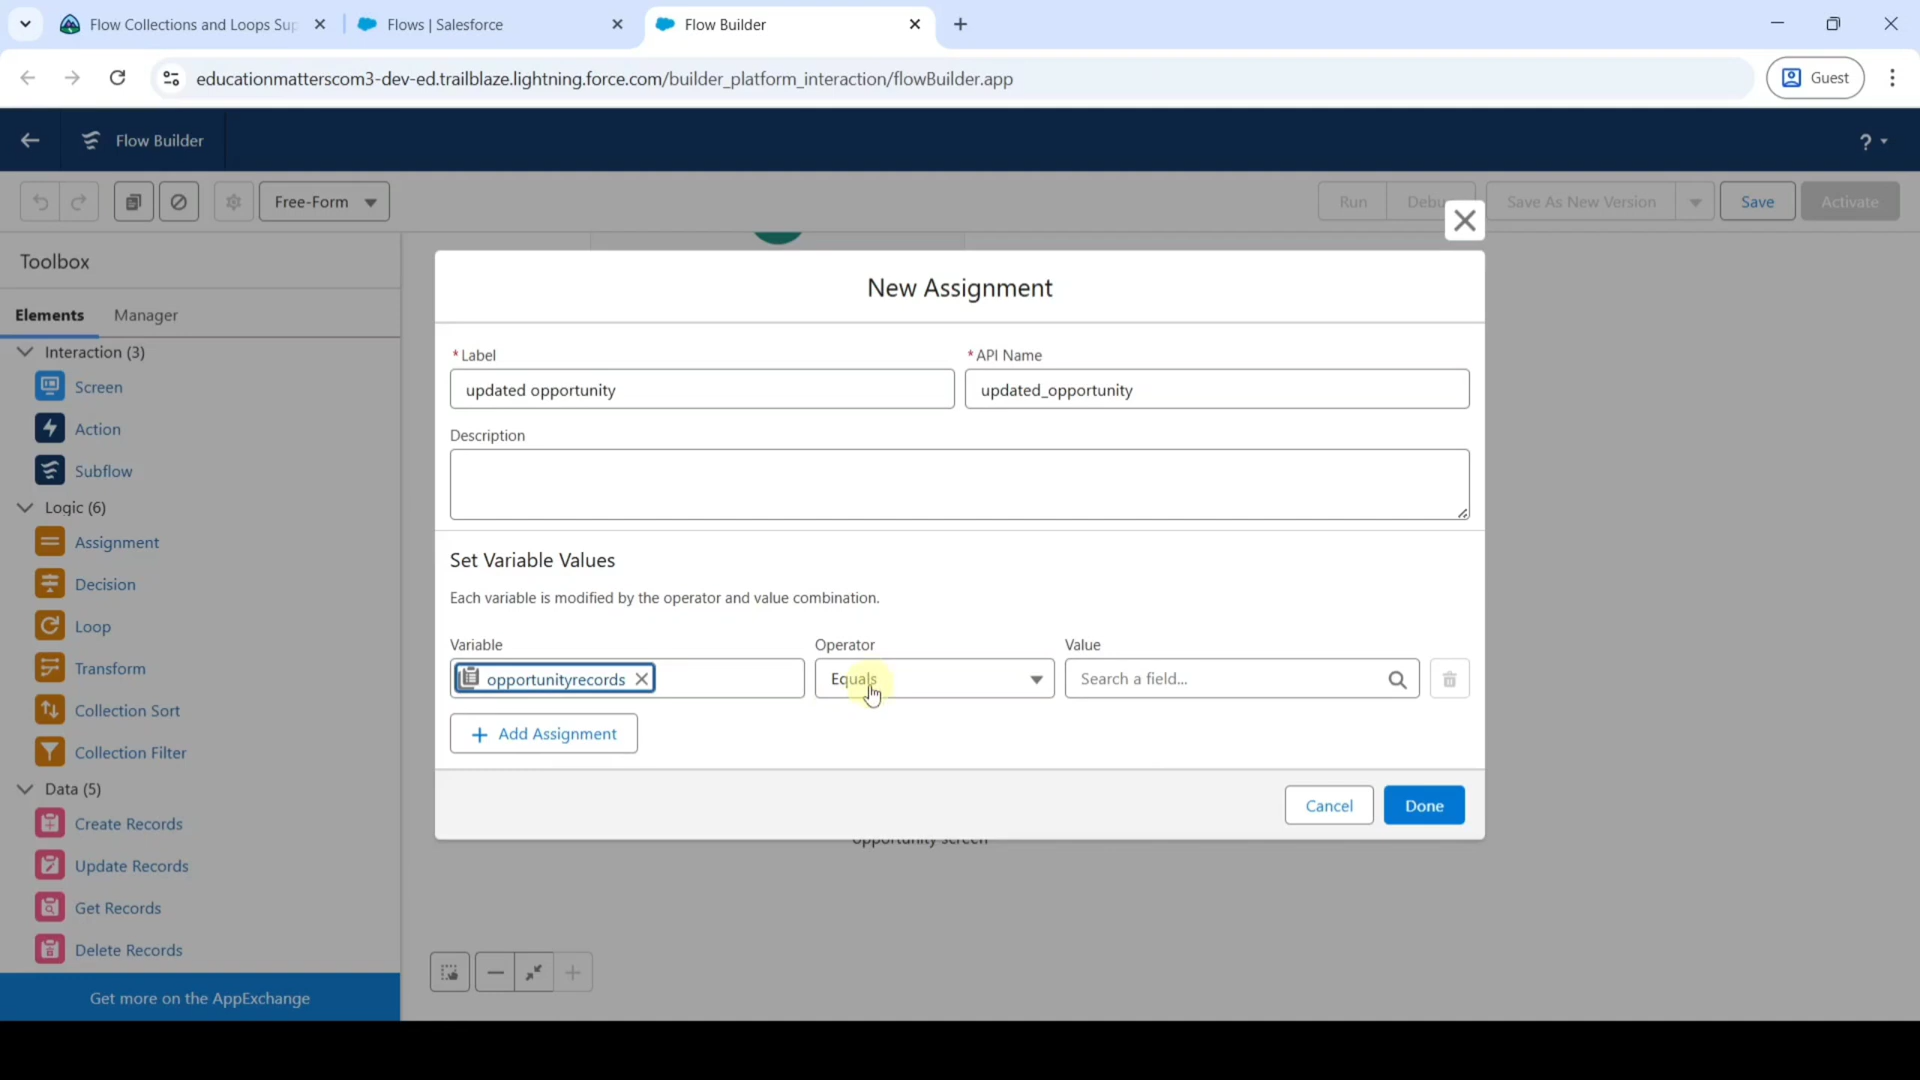 Flow Collections and Loops Sup
Flows | Salesforce
Flow Builder
educationmatterscom3-dev-ed.trailblaze.lightning.force.com/builder_platform_interaction/flowBuilder.app
Guest
Flow Builder
?
Free-Form
Run
Debu
Save As New Version
Save
Activate
Toolbox
Elements
Manager
Interaction (3)
Screen
Action
Subflow
Logic (6)
Assignment
Decision
Loop
Transform
Collection Sort
Collection Filter
Data (5)
Create Records
Update Records
Get Records
Delete Records
Get more on the AppExchange
New Assignment
* Label
* API Name
updated opportunity
updated_opportunity
Description
Set Variable Values
Each variable is modified by the operator and value combination.
Variable
Operator
Value
opportunityrecords
Equals
Search a field...
+ Add Assignment
Cancel
Done
opportunity screen